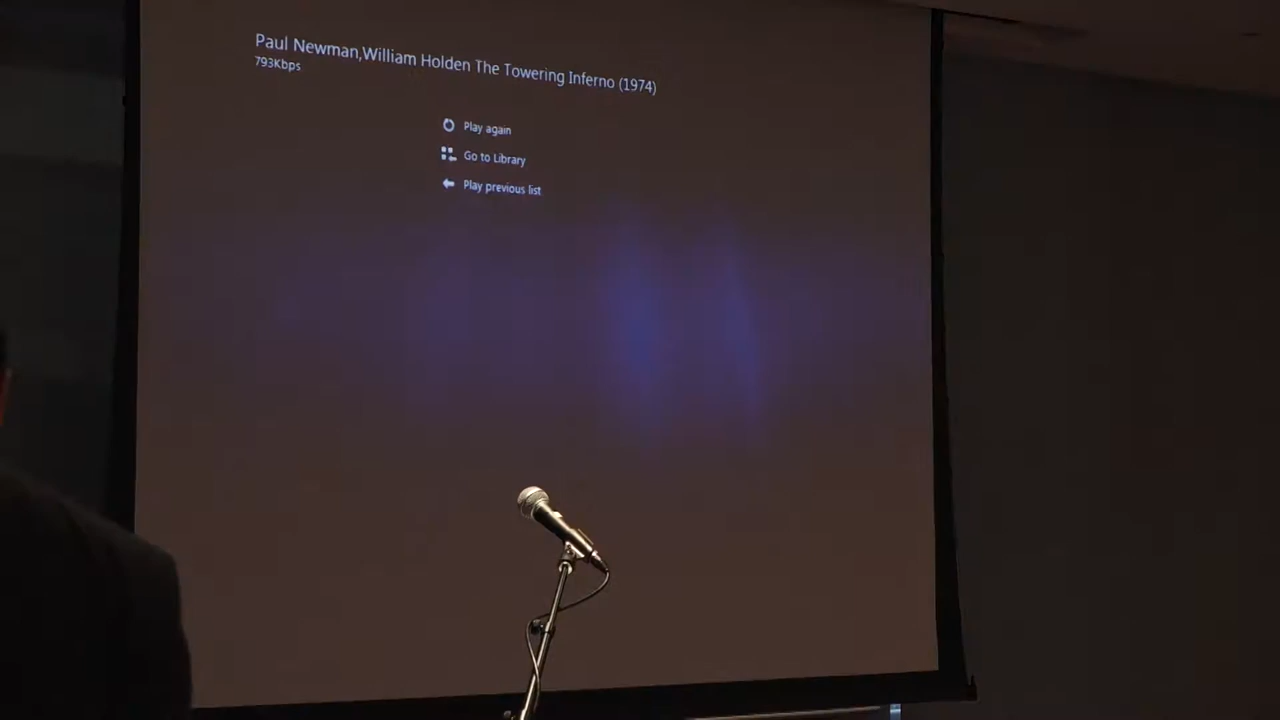 Paul Newman,William Holden The Towering Inferno (1974)
793Kbps
Play again
Go to Library
Play previous list